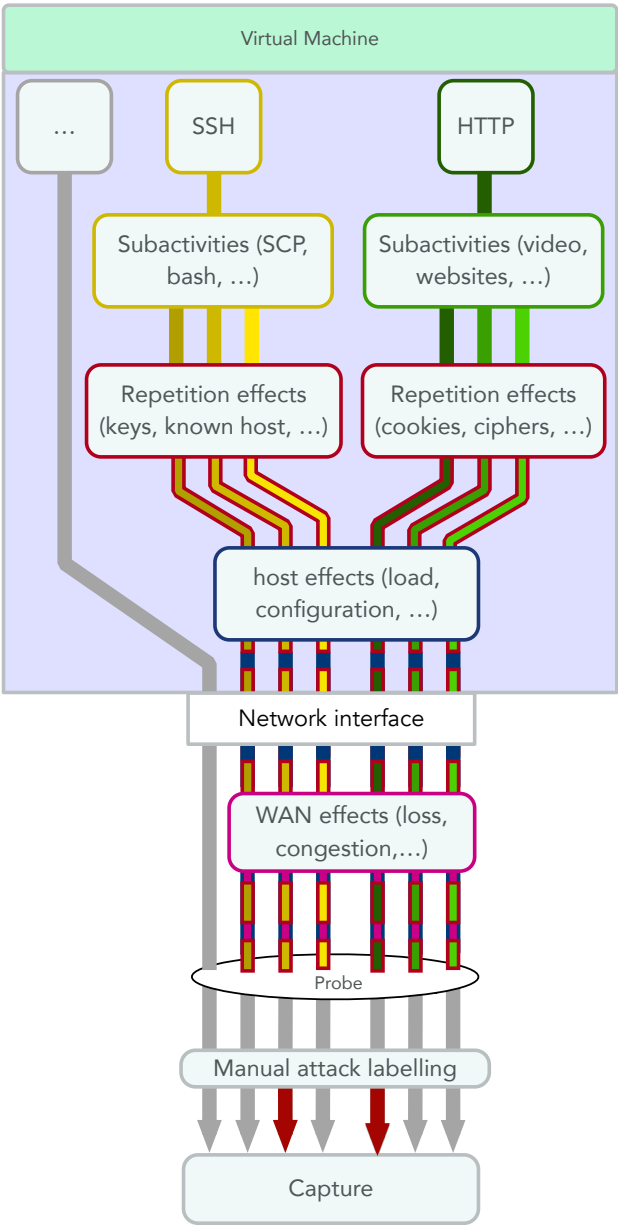 Virtual Machine
…
SSH
HTTP
Subactivities (SCP,
bash, …)
Subactivities (video,
websites, …)
Repetition effects
(keys, known host, …)
Repetition effects
(cookies, ciphers, …)
host effects (load,
configuration, …)
Network interface
WAN effects (loss,
congestion,…)
Probe
Manual attack labelling
Capture